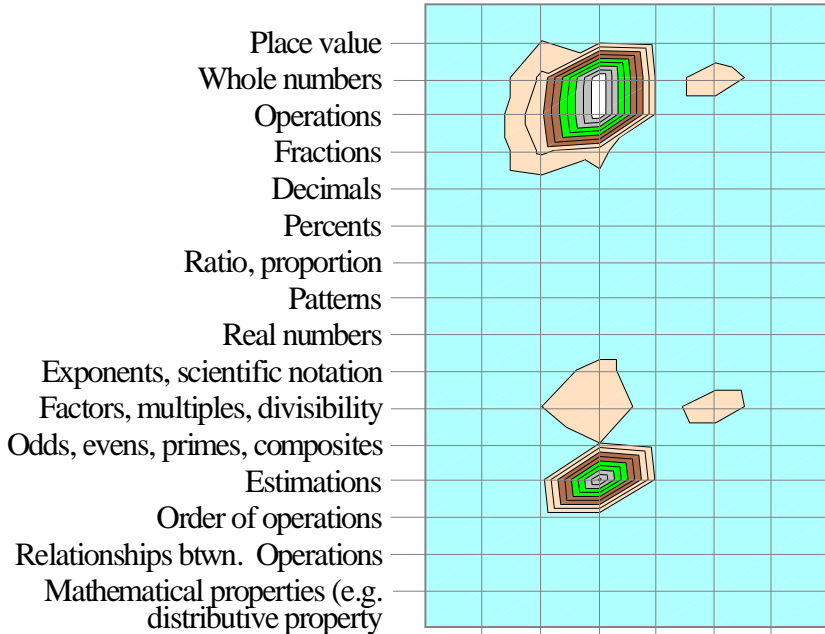 Place value
Whole numbers
Operations
Fractions
Decimals
Percents
Ratio, proportion
Patterns
Real numbers
Exponents, scientific notation
Factors, multiples, divisibility
Odds, evens, primes, composites
Estimations
Order of operations
Relationships btwn. Operations
Mathematical properties (e.g.
distributive property